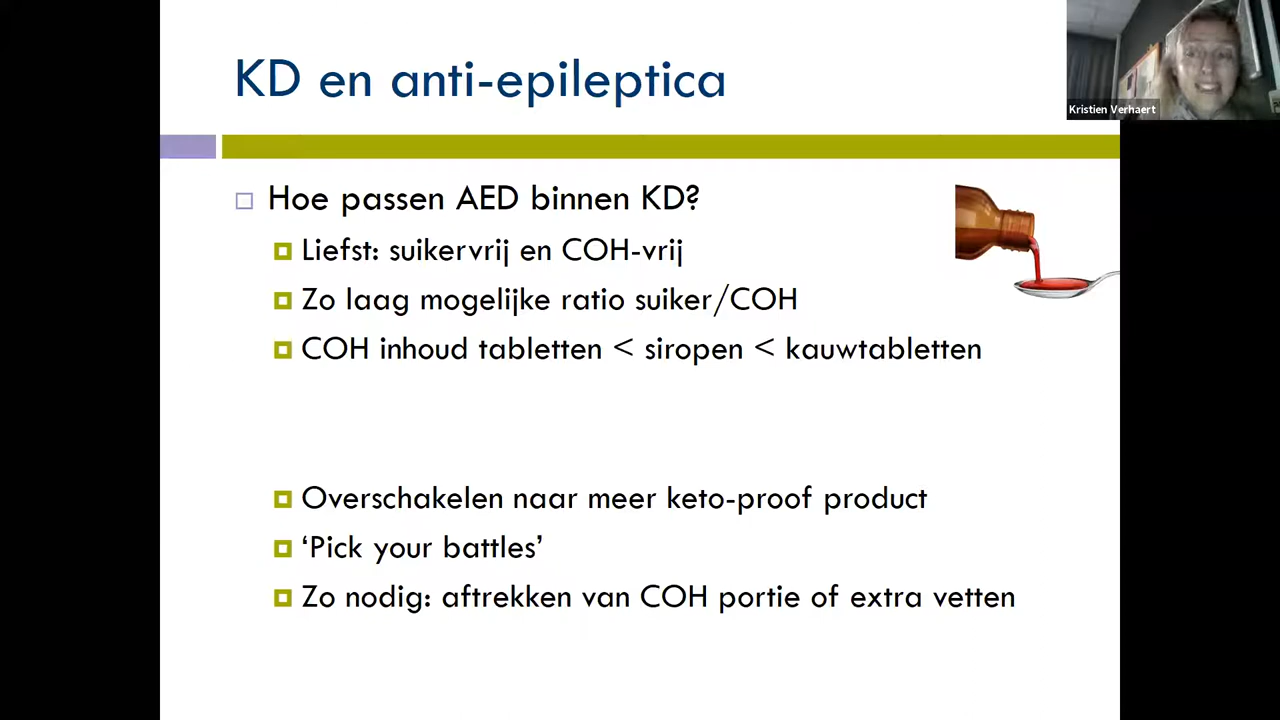 KD en anti-epileptica
Kristien Verhaert
Hoe passen AED binnen KD?
Liefst: suikervrij en COH-vrij
Zo laag mogelijke ratio suiker/COH
COH inhoud tabletten < siropen < kauwtabletten
Overschakelen naar meer keto-proof product
‘Pick your battles’
Zo nodig: aftrekken van COH portie of extra vetten